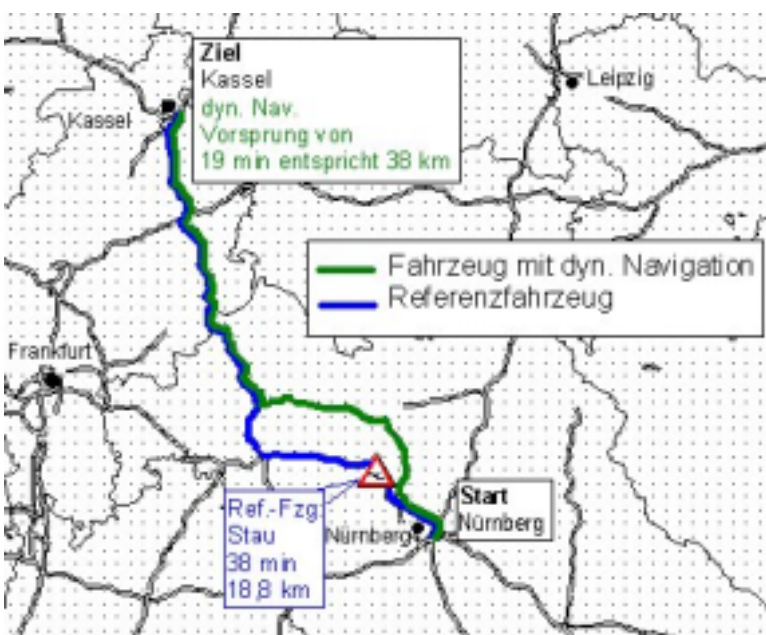 Ziel
Kassel
dyn. Nav.
Vorsprung von
19 min entspricht 38 km
Kassel
Leipzig
Fahrzeug mit dyn. Navigation
Referenzfahrzeug
Frankfurt
Ref.-Fzg:
Stau
38 min
18,8 km
Nürnberg
Start
Nürnberg